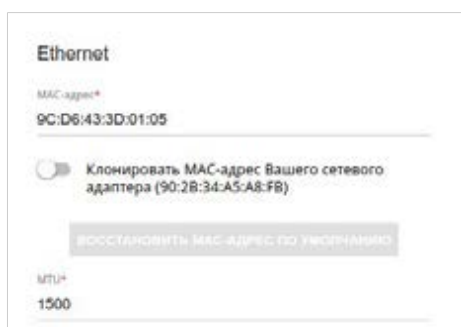 Ethernet
MAC-адрес*
9C:D6:43:3D:01:05
Клонировать MAC-адрес Вашего сетевого
адаптера (90:2B:34:A5:A8:FB)
ВОССТАНОВИТЬ MAC-АДРЕС ПО УМОЛЧАНИЮ
MTU*
1500